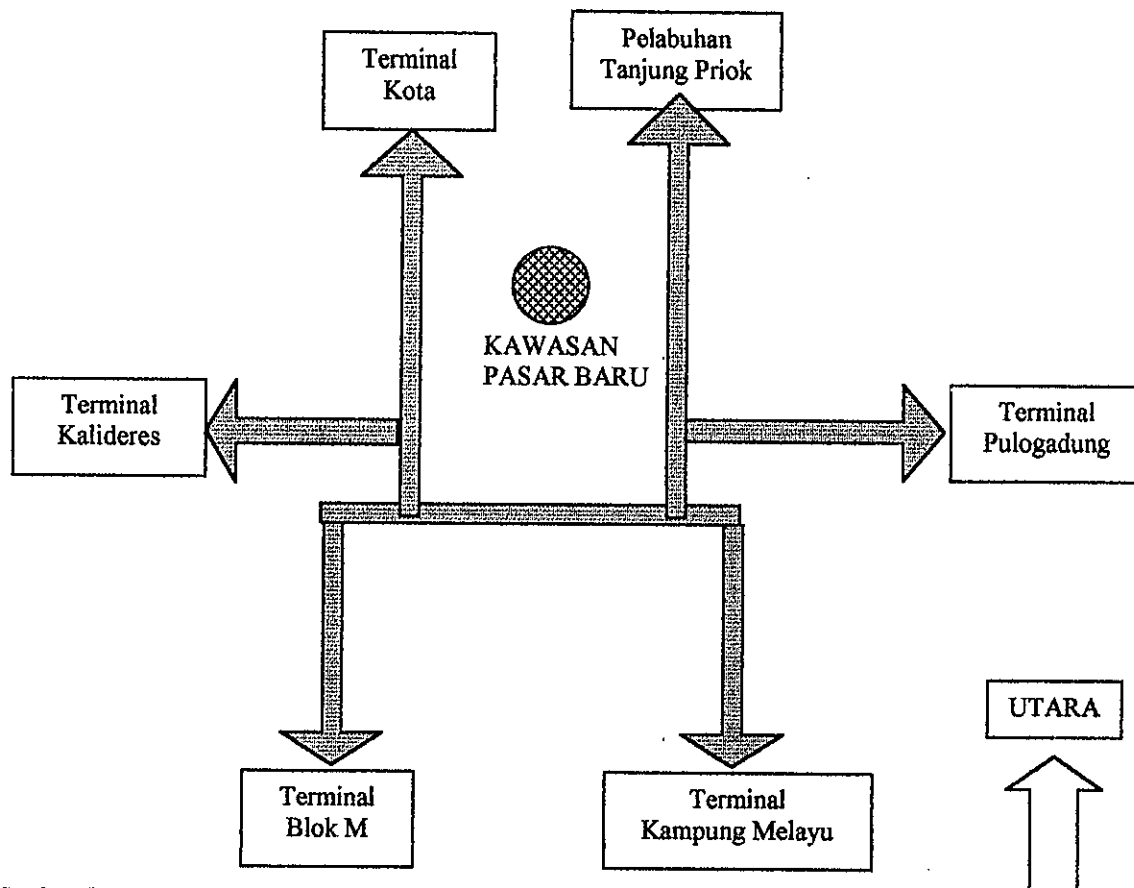 Terminal
Kota
Pelabuhan
Tanjung Priok
KAWASAN
PASAR BARU
Terminal
Kalideres
Terminal
Pulogadung
Terminal
Blok M
Terminal
Kampung Melayu
UTARA